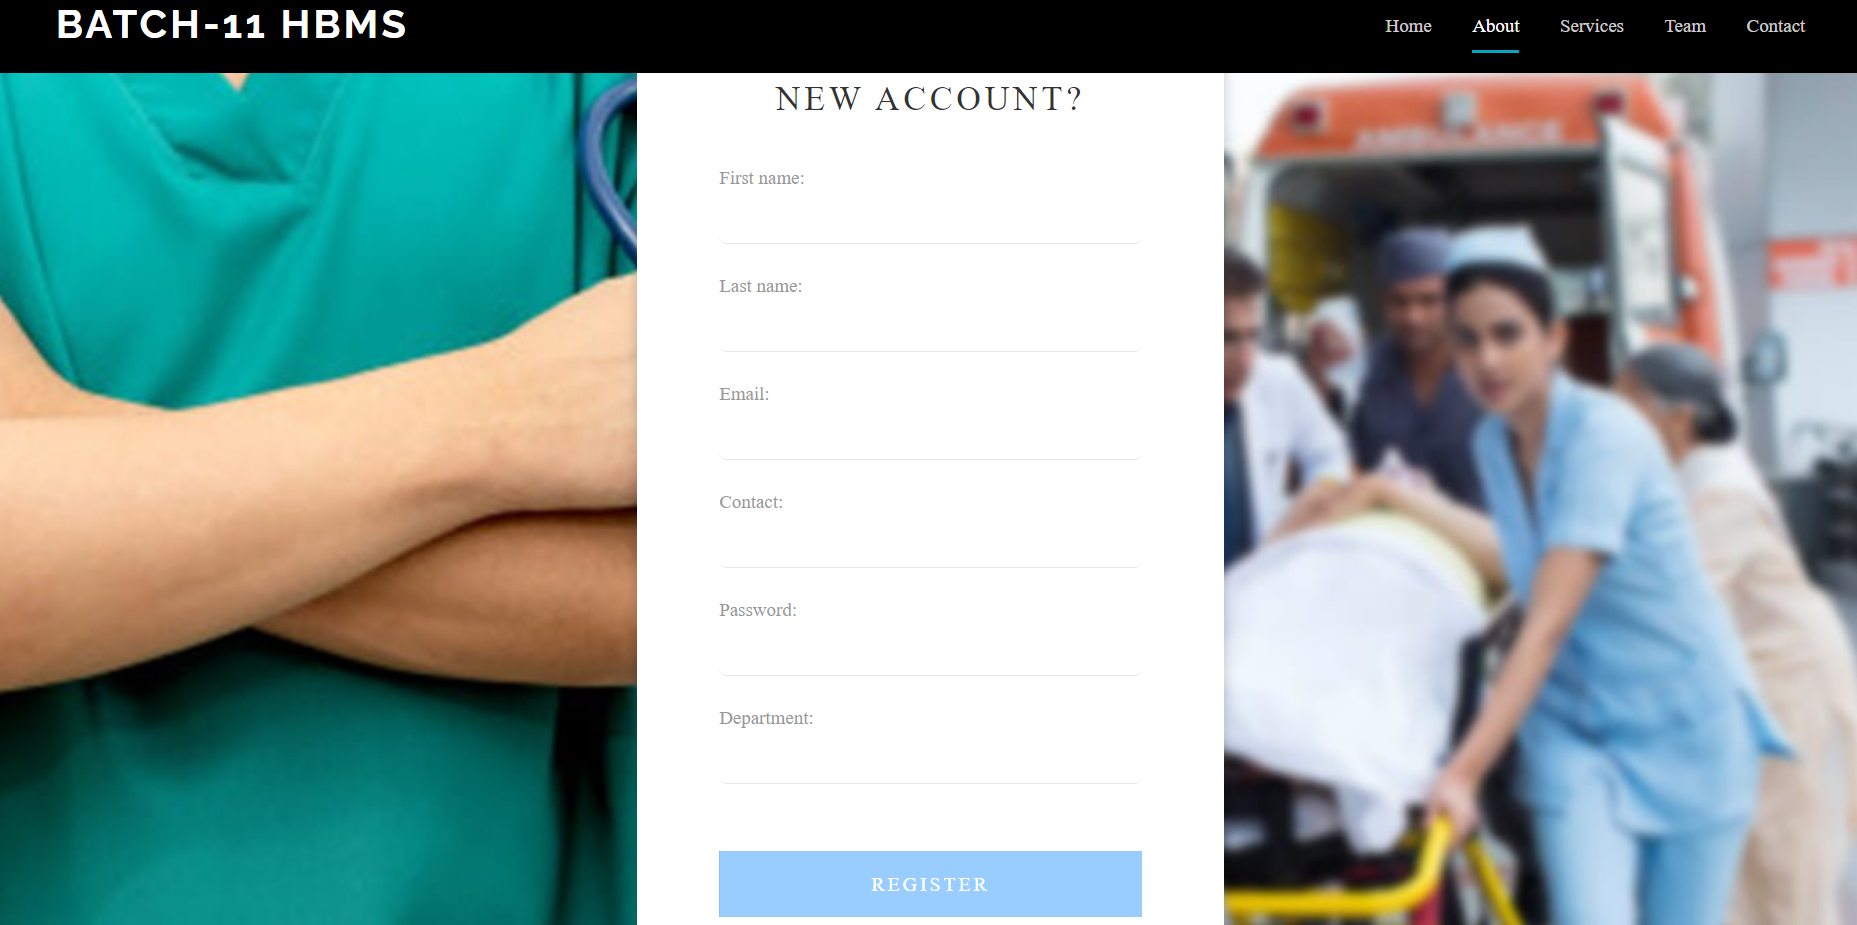 BATCH-11 HBMS
Home About Services Team Contact
NEW ACCOUNT?
First name:
Last name:
Email:
Contact:
Password:
Department:
REGISTER
AMBULANCE